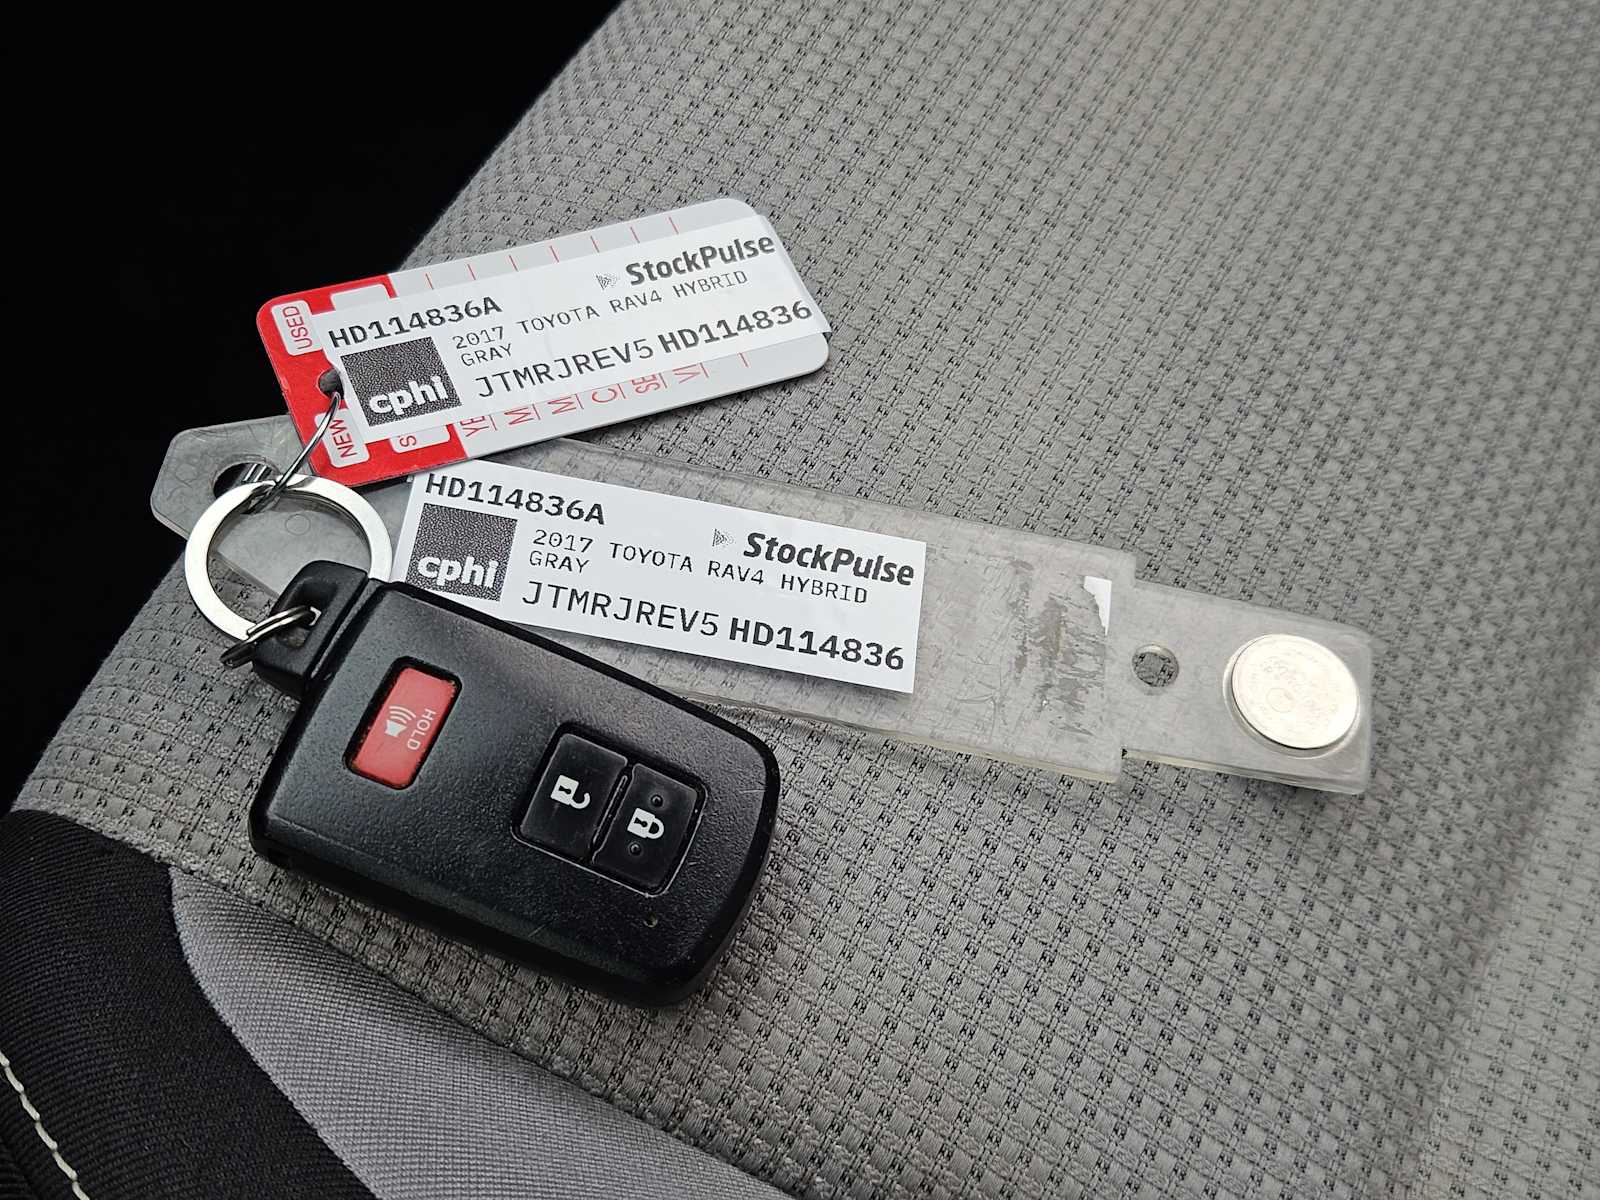 USED
HD114836A
StockPulse
cphi
2017 TOYOTA RAV4 HYBRID
GRAY
JTMRJREV5 HD114836
NEW
HD114836A
StockPulse
cphi
2017 TOYOTA RAV4 HYBRID
GRAY
JTMRJREV5 HD114836
HOLD